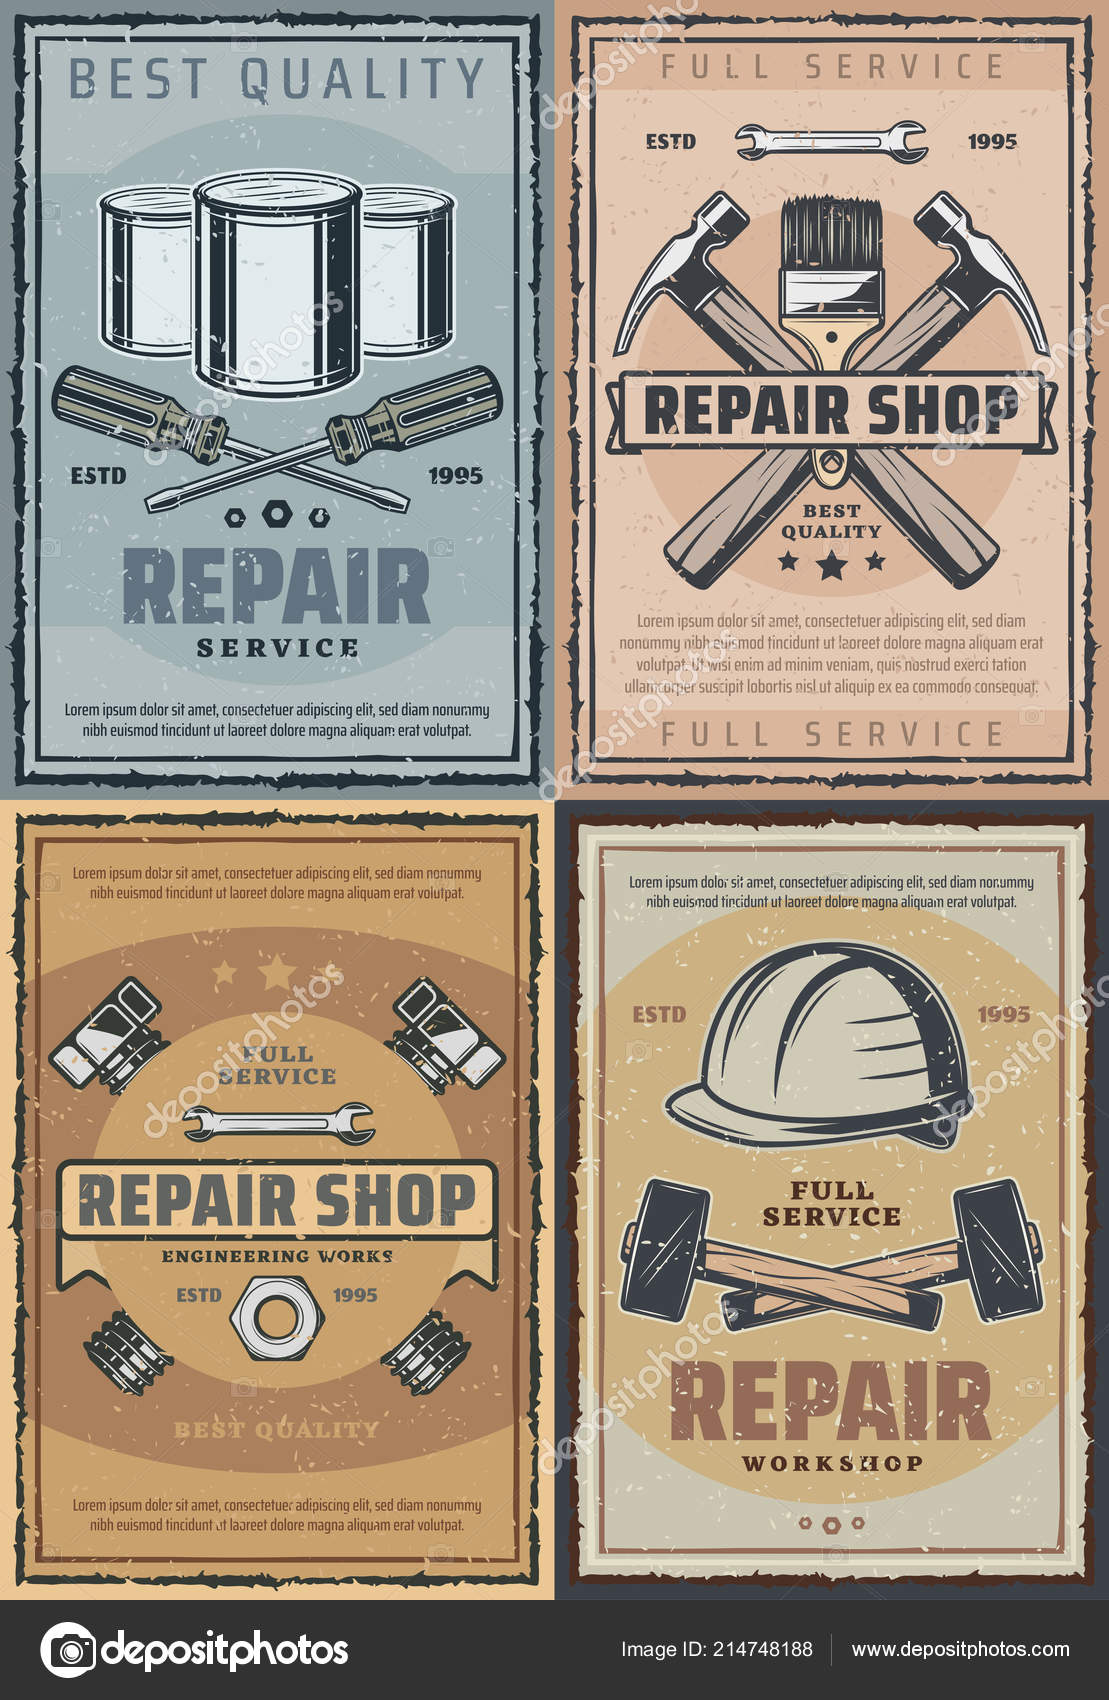 BEST QUALITY
ESTD 1995
REPAIR
SERVICE
Lorem ipsum dolor sit amet, consectetuer adipiscing elit, sed diam nonummy
nibh euismod tincidunt ut laoreet dolore magna aliquam erat volutpat.
FULL SERVICE
ESTD 1995
REPAIR SHOP
BEST
QUALITY
Lorem ipsum dolor sit amet, consectetuer adipiscing elit, sed diam
nonummy nibh euismod tincidunt ut laoreet dolore magna aliquam erat
volutpat. Ut wisi enim ad minim veniam, quis nostrud exerci tation
ullamcorper suscipit lobortis nisl ut aliquip ex ea commodo consequat.
FULL SERVICE
Lorem ipsum dolor sit amet, consectetuer adipiscing elit, sed diam nonummy
nibh euismod tincidunt ut laoreet dolore magna aliquam erat volutpat.
FULL
SERVICE
REPAIR SHOP
ENGINEERING WORKS
ESTD 1995
BEST QUALITY
Lorem ipsum dolor sit amet, consectetuer adipiscing elit, sed diam nonummy
nibh euismod tincidunt ut laoreet dolore magna aliquam erat volutpat.
Lorem ipsum dolor sit amet, consectetuer adipiscing elit, sed diam nonummy
nibh euismod tincidunt ut laoreet dolore magna aliquam erat volutpat.
ESTD 1995
FULL
SERVICE
REPAIR
WORKSHOP
depositphotos
Image ID: 214748188 www.depositphotos.com